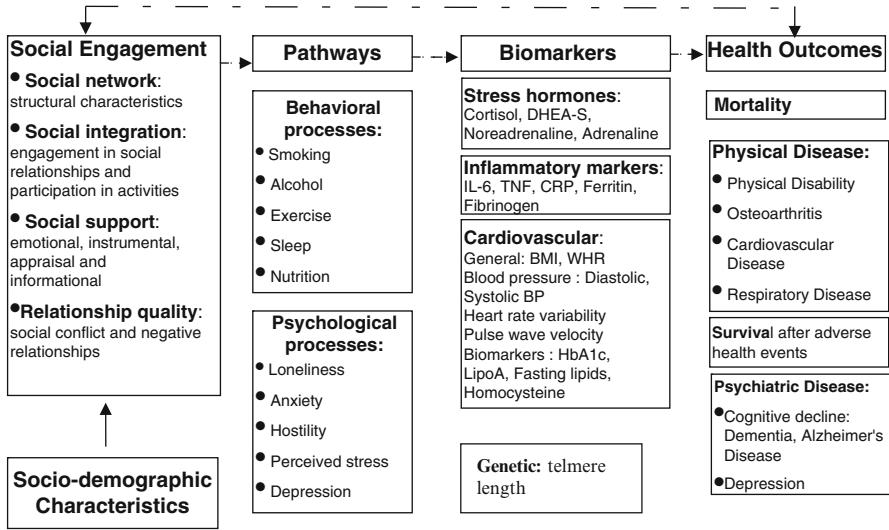 Social Engagement
● Social network:
structural characteristics
● Social integration:
engagement in social
relationships and
participation in activities
● Social support:
emotional, instrumental,
appraisal and
informational
●Relationship quality:
social conflict and negative
relationships
Socio-demographic
Characteristics
Pathways
Behavioral
processes:
● Smoking
● Alcohol
● Exercise
● Sleep
● Nutrition
Psychological
processes:
● Loneliness
● Anxiety
● Hostility
● Perceived stress
● Depression
Biomarkers
Stress hormones:
Cortisol, DHEA-S,
Noreadrenaline, Adrenaline
Inflammatory markers:
IL-6, TNF, CRP, Ferritin,
Fibrinogen
Cardiovascular:
General: BMI, WHR
Blood pressure : Diastolic,
Systolic BP
Heart rate variability
Pulse wave velocity
Biomarkers : HbA1c,
LipoA, Fasting lipids,
Homocysteine
Genetic: telmere
length
Health Outcomes
Mortality
Physical Disease:
● Physical Disability
● Osteoarthritis
● Cardiovascular
Disease
● Respiratory Disease
Survival after adverse
health events
Psychiatric Disease:
●Cognitive decline:
Dementia, Alzheimer's
Disease
●Depression